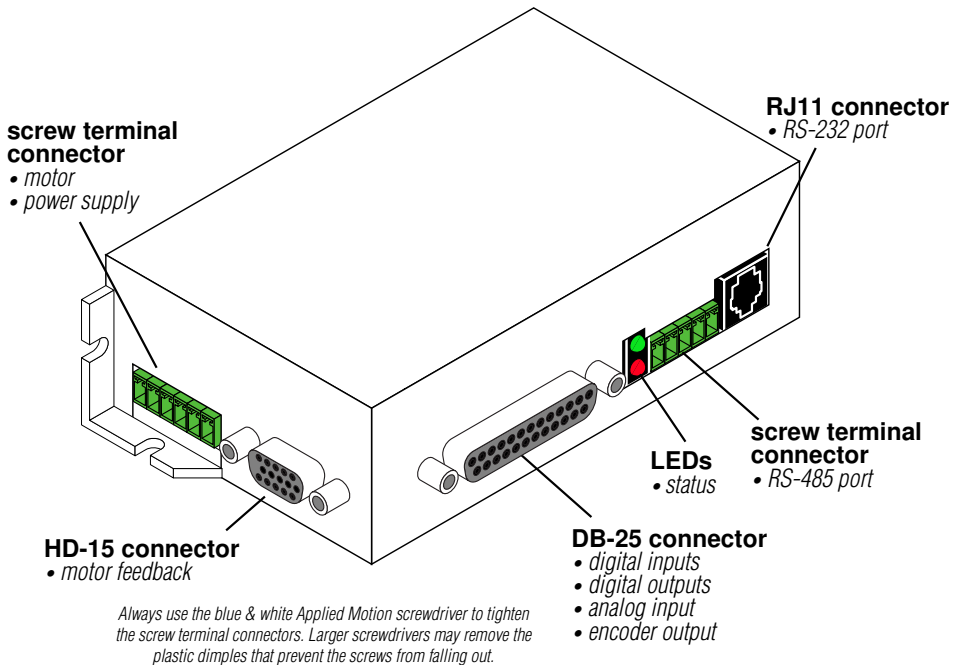 screw terminal
connector
• motor
• power supply
RJ11 connector
• RS-232 port
screw terminal
connector
• RS-485 port
LEDs
• status
DB-25 connector
• digital inputs
• digital outputs
• analog input
• encoder output
HD-15 connector
• motor feedback
Always use the blue & white Applied Motion screwdriver to tighten
the screw terminal connectors. Larger screwdrivers may remove the
plastic dimples that prevent the screws from falling out.